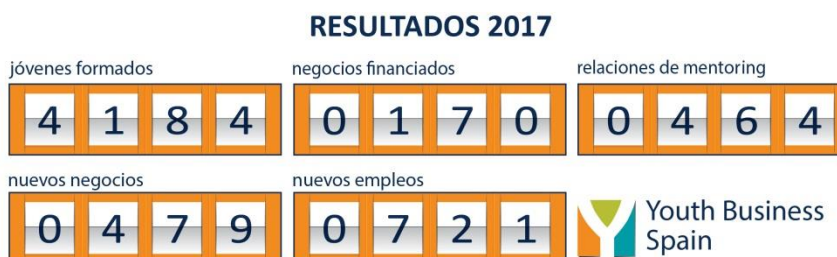 RESULTADOS 2017
jóvenes formados
4184
negocios financiados
0170
relaciones de mentoring
0464
nuevos negocios
0479
nuevos empleos
0721
Youth Business
Spain